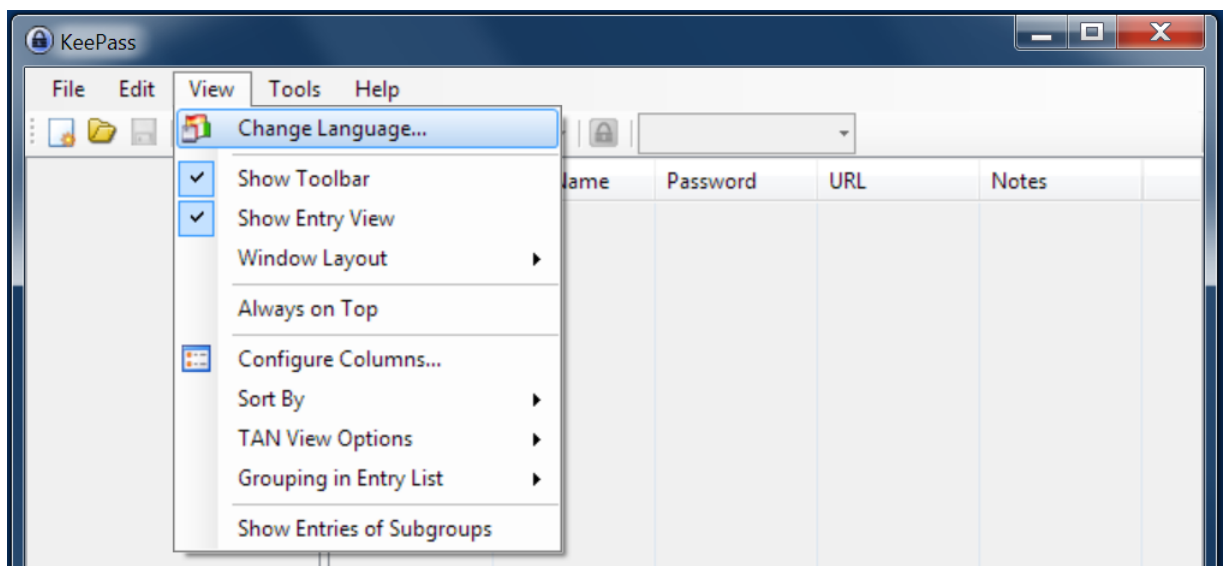 KeePass
File Edit View Tools Help
Change Language...
Show Toolbar
Name Password URL Notes
Show Entry View
Window Layout
Always on Top
Configure Columns...
Sort By
TAN View Options
Grouping in Entry List
Show Entries of Subgroups